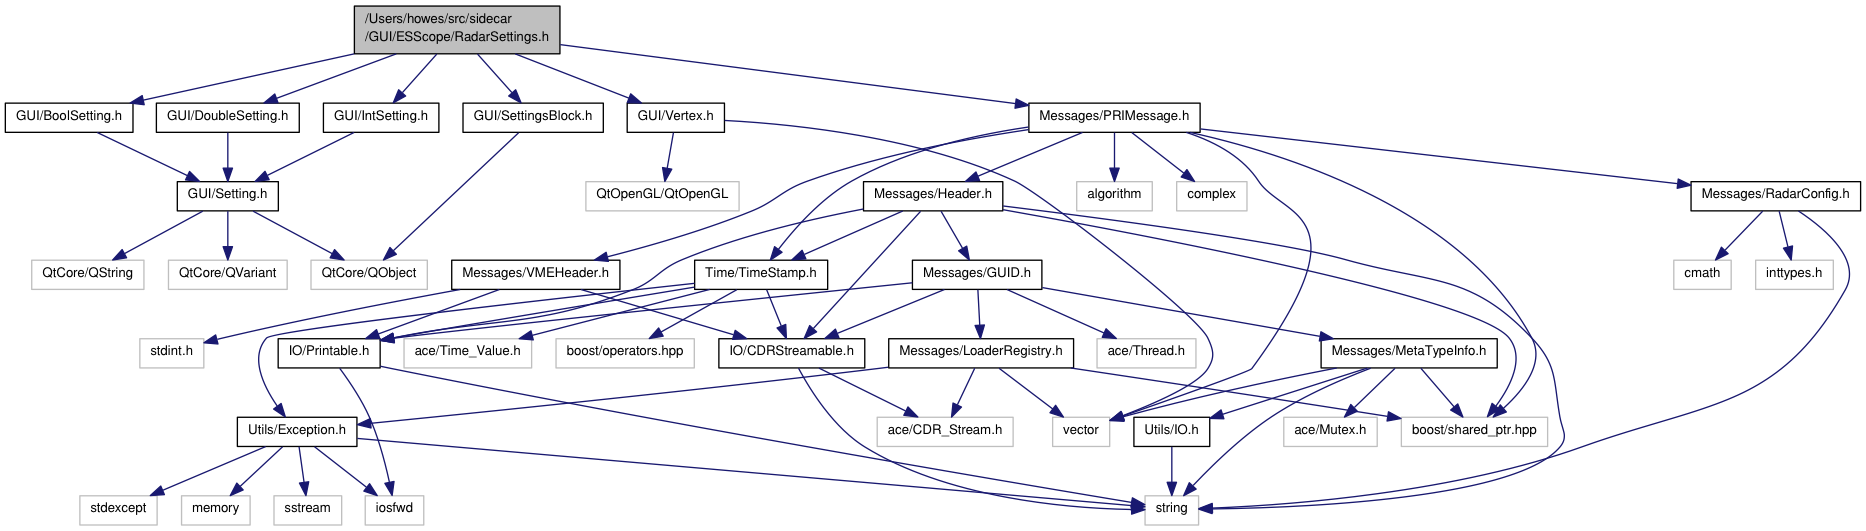 /Users/howes/src/sidecar
/GUI/ESScope/RadarSettings.h
GUI/BoolSetting.h
GUI/DoubleSetting.h
GUI/IntSetting.h
GUI/SettingsBlock.h
GUI/Vertex.h
Messages/PRIMessage.h
GUI/Setting.h
QtOpenGL/QtOpenGL
Messages/Header.h
algorithm
complex
Messages/RadarConfig.h
QtCore/QString
QtCore/QVariant
QtCore/QObject
Messages/VMEHeader.h
Time/TimeStamp.h
Messages/GUID.h
cmath
inttypes.h
stdint.h
IO/Printable.h
ace/Time_Value.h
boost/operators.hpp
IO/CDRStreamable.h
Messages/LoaderRegistry.h
ace/Thread.h
Messages/MetaTypeInfo.h
Utils/Exception.h
ace/CDR_Stream.h
vector
Utils/IO.h
ace/Mutex.h
boost/shared_ptr.hpp
stdexcept
memory
sstream
iosfwd
string